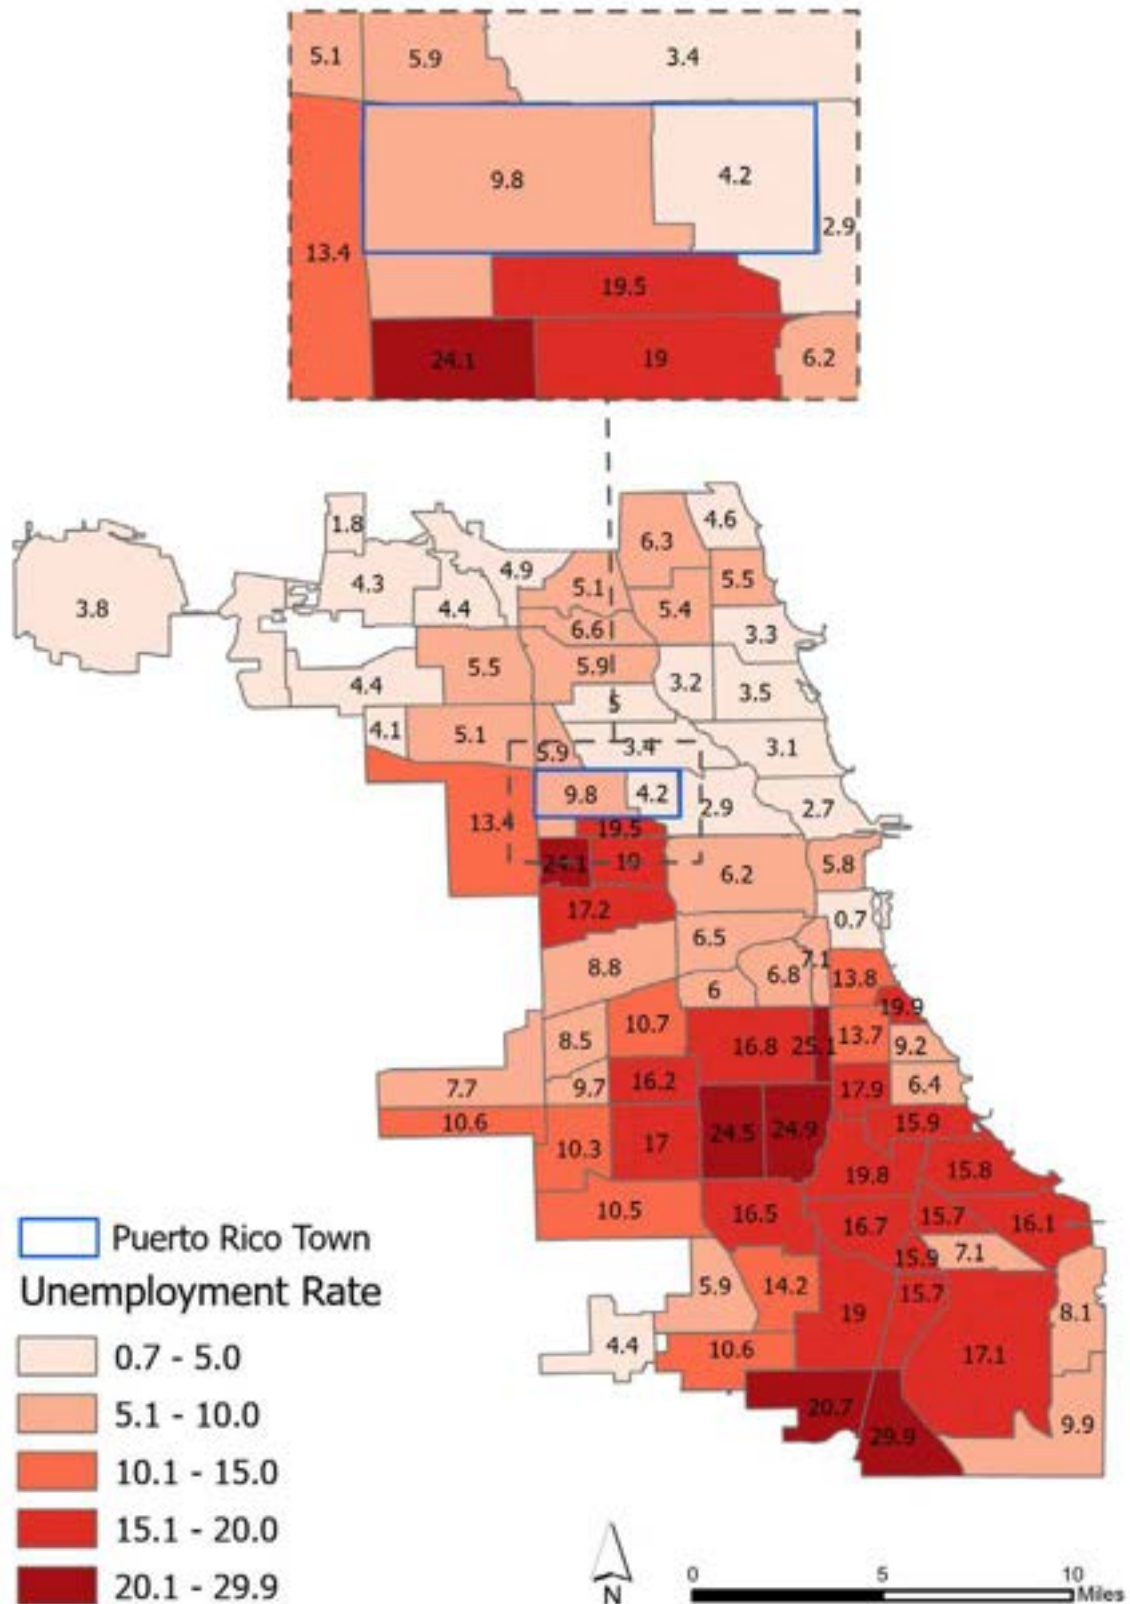 5.1 5.9 3.4
9.8 4.2
2.9
13.4
19.5
24.1 19 6.2
4.6
1.8
6.3
4.9
4.3 5.1 5.5
3.8 4.4 5.4
6.6 3.3
5.5 5.9
4.4 3.2 3.5
5
4.1 5.1 5.9 3.4 3.1
9.8 4.2 2.9 2.7
13.4 19.5
24.1 19 6.2 5.8
17.2 0.7
6.5
8.8 6.8 7.1 13.8
6
19.9
10.7
8.5 16.8 25.1 13.7 9.2
7.7 9.7 16.2 17.9 6.4
10.6 15.9
10.3 17 24.5 24.9
19.8 15.8
10.5 16.5 16.7 15.7 16.1
15.9 7.1
5.9 14.2 15.7
19 8.1
4.4 10.6 17.1
20.7 9.9
29.9
Puerto Rico Town
Unemployment Rate
0.7 - 5.0
5.1 - 10.0
10.1 - 15.0
15.1 - 20.0
20.1 - 29.9
N
0 5 10
Miles